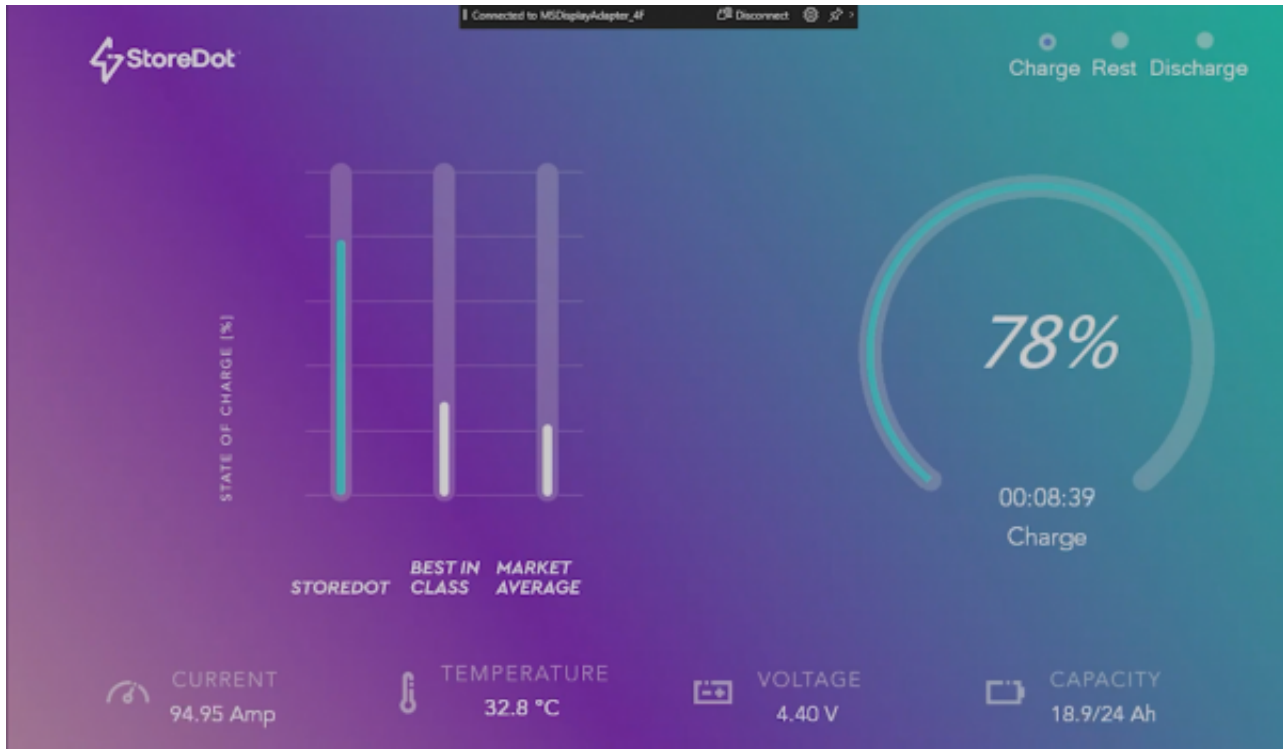 Connected to MSDisplayAdapter_4F Disconnect
StoreDot
Charge Rest Discharge
STATE OF CHARGE [%]
STOREDOT
BEST IN
CLASS
MARKET
AVERAGE
78%
00:08:39
Charge
CURRENT
94.95 Amp
TEMPERATURE
32.8 °C
VOLTAGE
4.40 V
CAPACITY
18.9/24 Ah